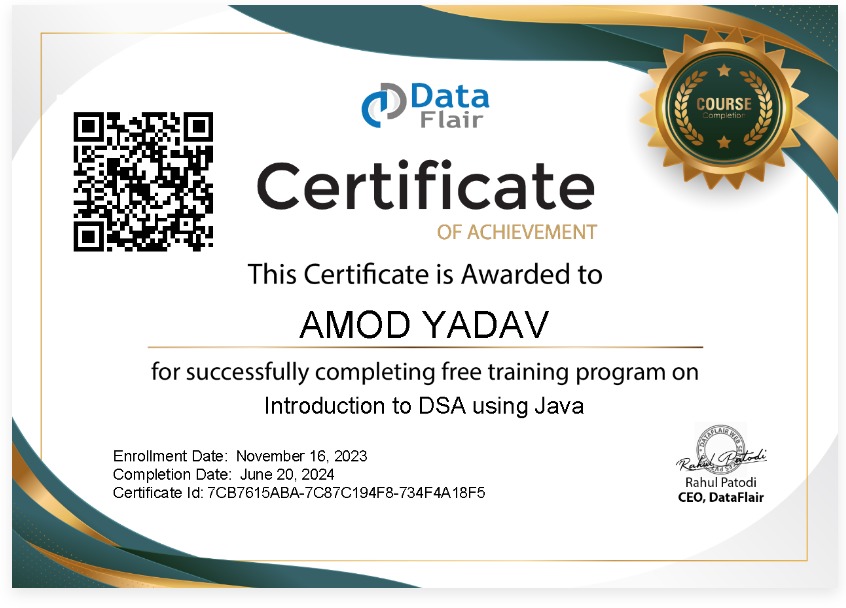 Data
Flair
COURSE
Completion
Certificate
OF ACHIEVEMENT
This Certificate is Awarded to
AMOD YADAV
for successfully completing free training program on
Introduction to DSA using Java
Enrollment Date: November 16, 2023
Completion Date: June 20, 2024
Certificate Id: 7CB7615ABA-7C87C194F8-734F4A18F5
DATAFLAIR WEB
Rahul Patodi
Rahul Patodi
CEO, DataFlair